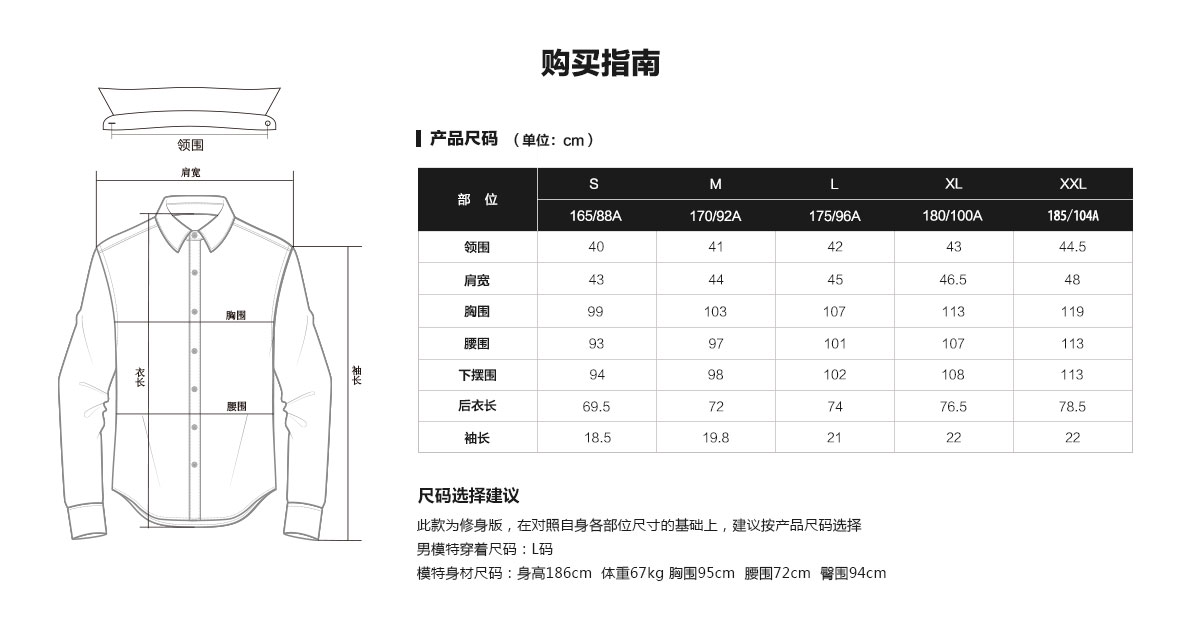 购买指南
领围
肩宽
胸围
衣长
袖长
腰围
产品尺码 （单位：cm）
部 位 S M L XL XXL
165/88A 170/92A 175/96A 180/100A 185/104A
领围 40 41 42 43 44.5
肩宽 43 44 45 46.5 48
胸围 99 103 107 113 119
腰围 93 97 101 107 113
下摆围 94 98 102 108 113
后衣长 69.5 72 74 76.5 78.5
袖长 18.5 19.8 21 22 22
尺码选择建议
此款为修身版，在对照自身各部位尺寸的基础上，建议按产品尺码选择
男模特穿着尺码：L码
模特身材尺码：身高186cm 体重67kg 胸围95cm 腰围72cm 臀围94cm